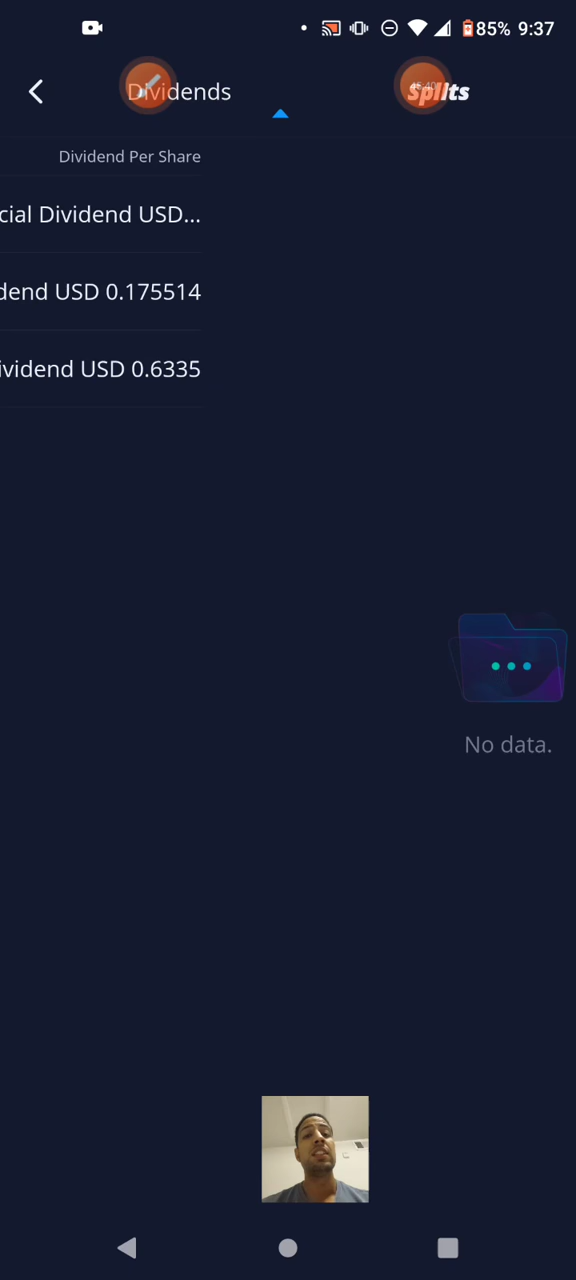 85% 9:37
Dividends
Splits
Dividend Per Share
cial Dividend USD...
dend USD 0.175514
ividend USD 0.6335
No data.